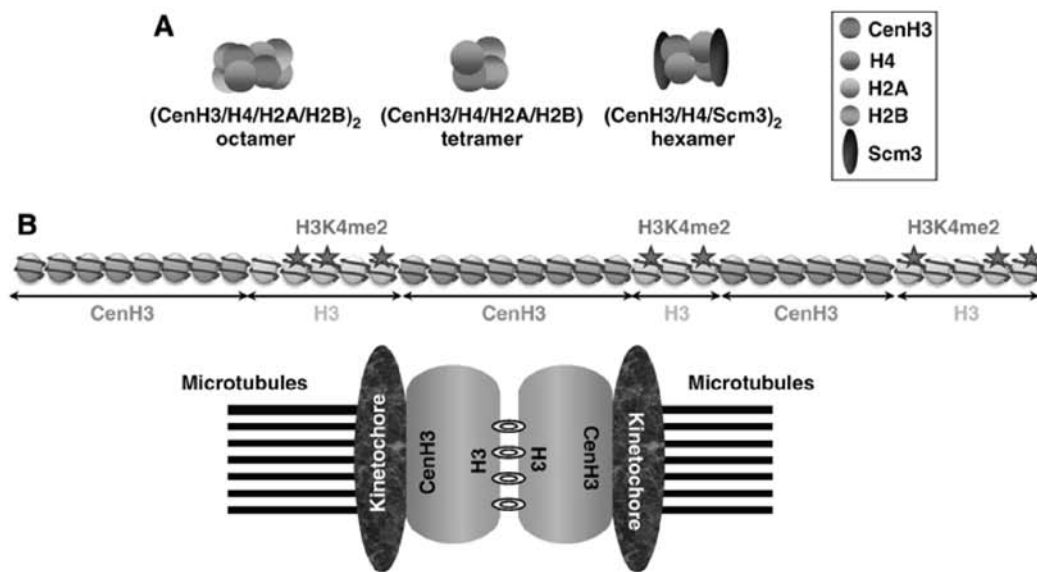 A
(CenH3/H4/H2A/H2B)2
octamer
(CenH3/H4/H2A/H2B)
tetramer
(CenH3/H4/Scm3)2
hexamer
CenH3
H4
H2A
H2B
Scm3
B
H3K4me2 H3K4me2 H3K4me2
CenH3 H3 CenH3 H3 CenH3 H3
Microtubules Microtubules
Kinetochore CenH3 H3 H3 CenH3 Kinetochore